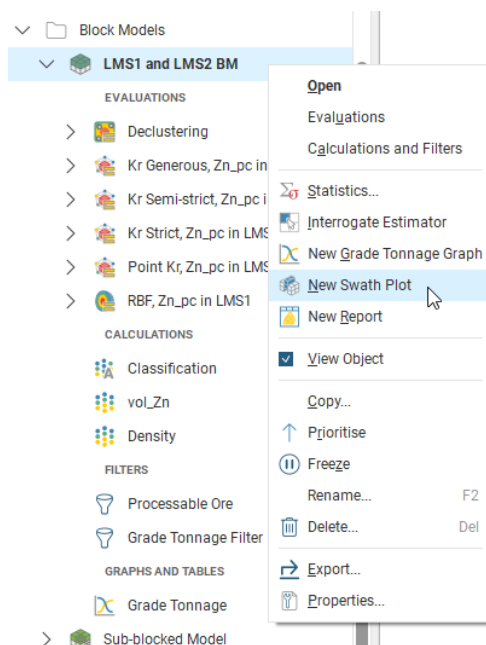 Block Models
LMS1 and LMS2 BM
EVALUATIONS
Declustering
Kr Generous, Zn_pc in
Kr Semi-strict, Zn_pc i
Kr Strict, Zn_pc in LMS
Point Kr, Zn_pc in LMS
RBF, Zn_pc in LMS1
CALCULATIONS
Classification
vol_Zn
Density
FILTERS
Processable Ore
Grade Tonnage Filter
GRAPHS AND TABLES
Grade Tonnage
Sub-blocked Model
Open
Evaluations
Calculations and Filters
Statistics...
Interrogate Estimator
New Grade Tonnage Graph
New Swath Plot
New Report
View Object
Copy...
Prioritise
Freeze
Rename... F2
Delete... Del
Export...
Properties...